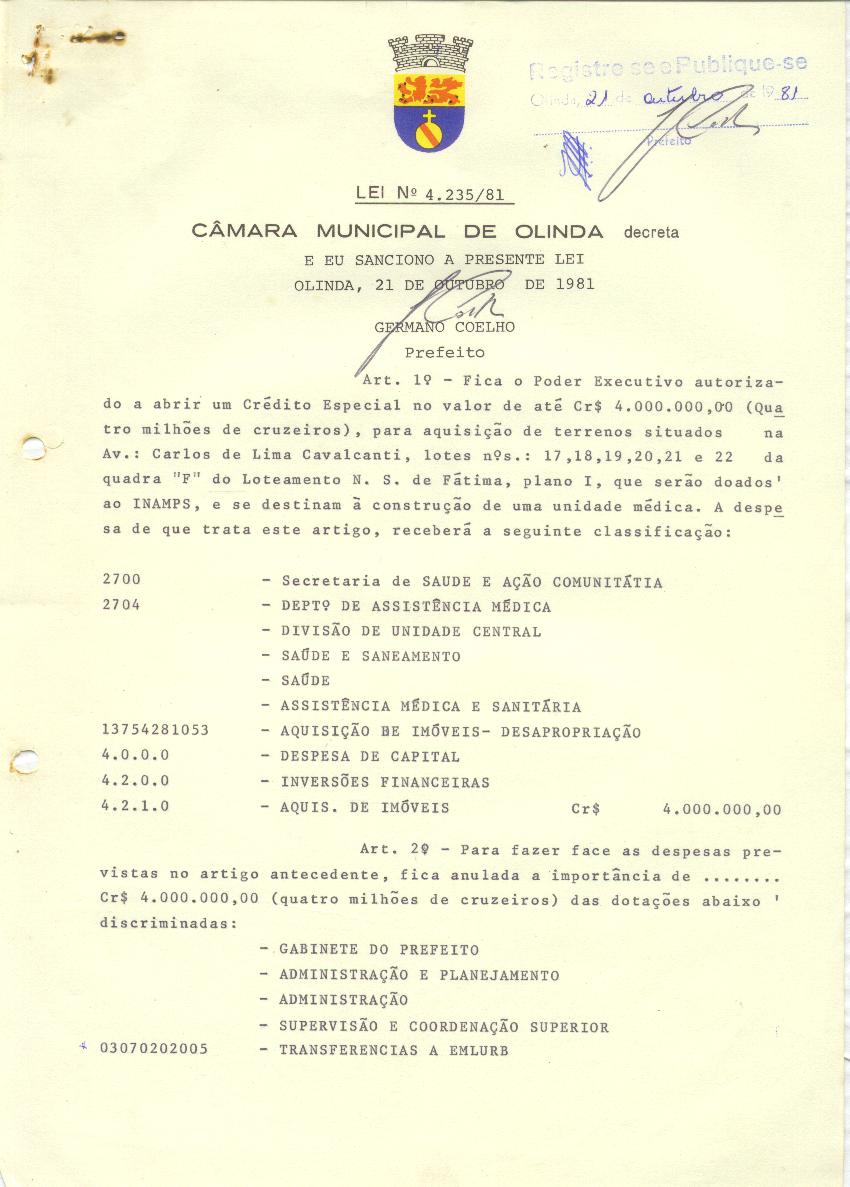 Registre se e Publique-se
Olinda, 21 de outubro de 1981
Prefeito
LEI Nº 4.235/81
CÂMARA MUNICIPAL DE OLINDA decreta
E EU SANCIONO A PRESENTE LEI
OLINDA, 21 DE OUTUBRO DE 1981
GERMANO COELHO
Prefeito
Art. 1º - Fica o Poder Executivo autoriza-
do a abrir um Crédito Especial no valor de até Cr$ 4.000.000,00 (Qua
tro milhões de cruzeiros), para aquisição de terrenos situados na
Av.: Carlos de Lima Cavalcanti, lotes nºs.: 17,18,19,20,21 e 22 da
quadra "F" do Loteamento N. S. de Fátima, plano I, que serão doados'
ao INAMPS, e se destinam à construção de uma unidade médica. A despe
sa de que trata este artigo, receberá a seguinte classificação:
2700 - Secretaria de SAUDE E AÇÃO COMUNITÁTIA
2704 - DEPTº DE ASSISTÊNCIA MÉDICA
- DIVISÃO DE UNIDADE CENTRAL
- SAÚDE E SANEAMENTO
- SAÚDE
- ASSISTÊNCIA MÉDICA E SANITÁRIA
13754281053 - AQUISIÇÃO DE IMÓVEIS- DESAPROPRIAÇÃO
4.0.0.0 - DESPESA DE CAPITAL
4.2.0.0 - INVERSÕES FINANCEIRAS
4.2.1.0 - AQUIS. DE IMÓVEIS Cr$ 4.000.000,00
Art. 2º - Para fazer face as despesas pre-
vistas no artigo antecedente, fica anulada a importância de ........
Cr$ 4.000.000,00 (quatro milhões de cruzeiros) das dotações abaixo '
discriminadas:
- GABINETE DO PREFEITO
- ADMINISTRAÇÃO E PLANEJAMENTO
- ADMINISTRAÇÃO
- SUPERVISÃO E COORDENAÇÃO SUPERIOR
* 03070202005 - TRANSFERENCIAS A EMLURB